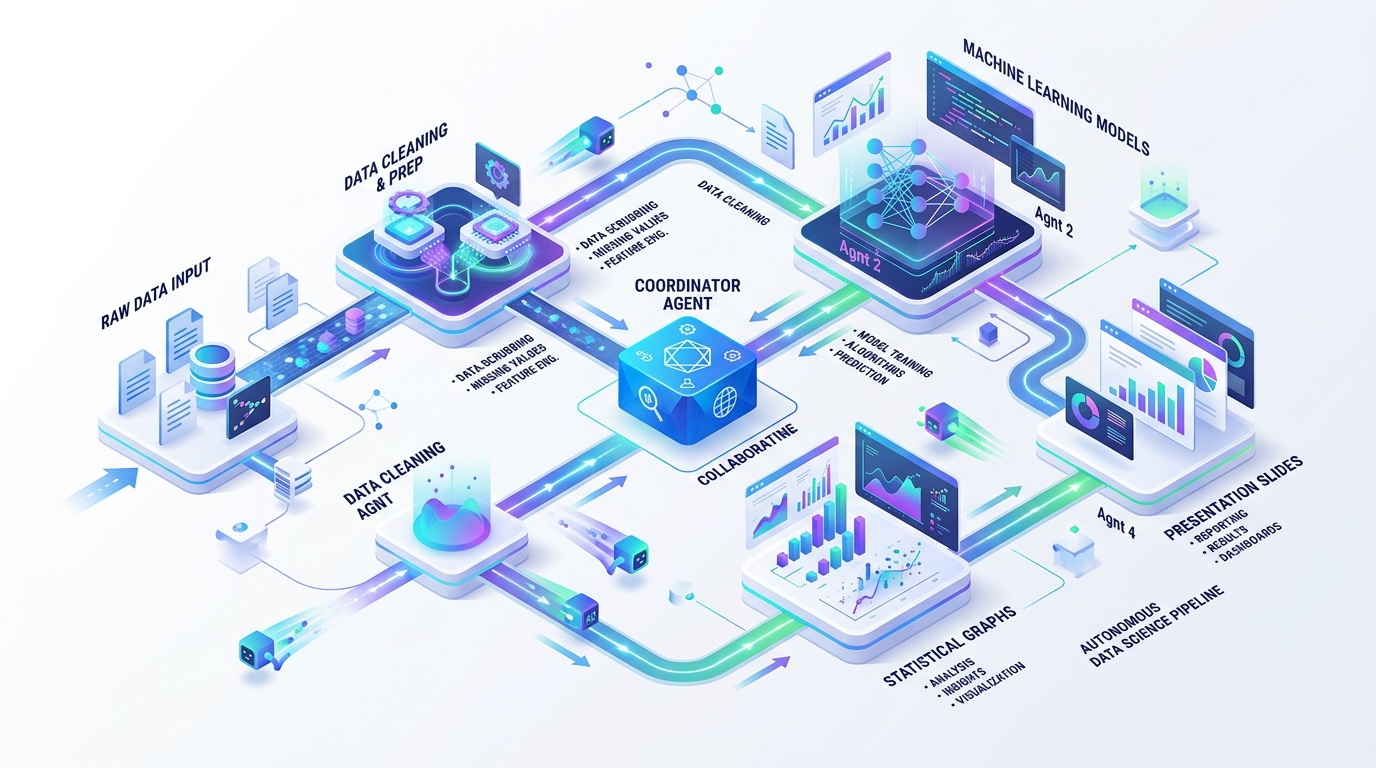 RAW DATA INPUT
DATA CLEANING
& PREP
DATA CLEANING
• DATA SCRUBBING
• MISSING VALUES
• FEATURE ENG.
MACHINE LEARNING MODELS
Agnt 2
Agnt 2
COORDINATOR
AGENT
• DATA-SCRUBBING
• MISSING VALUES
• FEATURE ENG.
• MODEL TRAINING
• ALGORITHMS
• PREDICTION
DATA CLEANING
AGNT
COLLABORATIVE
Agnt 4
PRESENTATION SLIDES
• REPORTING
• RESULTS
• DASHBOARDS
STATISTICAL GRAPHS
• ANALYSIS
• INSIGHTS
• VISUALIZATION
AUTONOMOUS
DATA SCIENCE PIPELINE